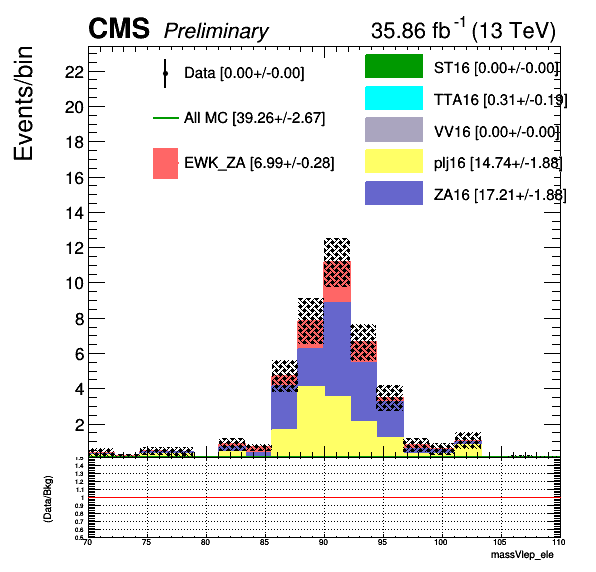 CMS Preliminary 35.86 fb⁻¹ (13 TeV)
Events/bin
Data [0.00+/-0.00]
All MC [39.26+/-2.67]
EWK_ZA [6.99+/-0.28]
ST16 [0.00+/-0.00]
TTA16 [0.31+/-0.19]
VV16 [0.00+/-0.00]
plj16 [14.74+/-1.88]
ZA16 [17.21+/-1.88]
22
20
18
16
14
12
10
8
6
4
2
(Data/Bkg)
1.5
1.4
1.3
1.2
1.1
1
0.9
0.8
0.7
0.6
0.5
70 75 80 85 90 95 100 105 110
massVlep_ele